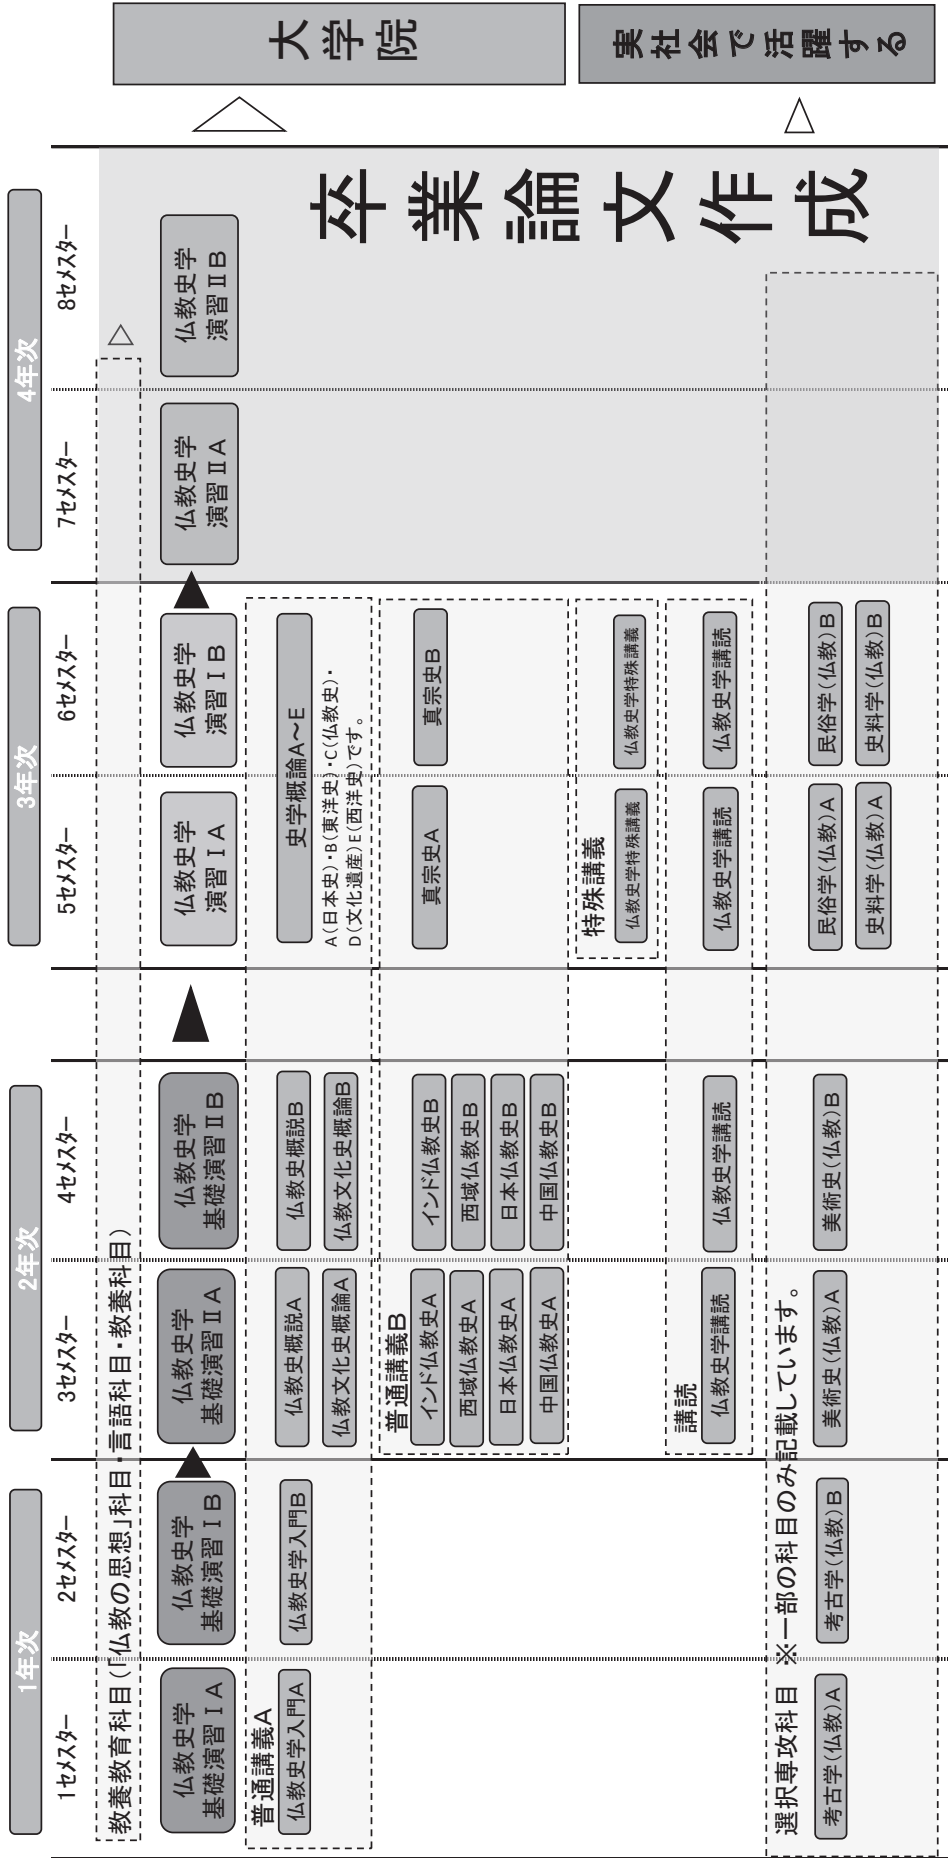 1年次
2年次
3年次
4年次
1セメスター
2セメスター
3セメスター
4セメスター
5セメスター
6セメスター
7セメスター
8セメスター
教養教育科目(「仏教の思想」科目・言語科目・教養科目)
仏教史学
基礎演習ⅠA
仏教史学
基礎演習ⅠB
仏教史学
基礎演習ⅡA
仏教史学
基礎演習ⅡB
仏教史学
演習ⅠA
仏教史学
演習ⅠB
仏教史学
演習ⅡA
仏教史学
演習ⅡB
普通講義A
仏教史学入門A
仏教史学入門B
仏教史概説A
仏教史概説B
仏教文化史概論A
仏教文化史概論B
史学概論A~E
A(日本史)・B(東洋史)・C(仏教史)・
D(文化遺産)E(西洋史)です。
普通講義B
インド仏教史A
インド仏教史B
西域仏教史A
西域仏教史B
日本仏教史A
日本仏教史B
中国仏教史A
中国仏教史B
真宗史A
真宗史B
特殊講義
仏教史学特殊講義
仏教史学特殊講義
講読
仏教史学講読
仏教史学講読
仏教史学講読
仏教史学講読
選択専攻科目 ※一部の科目のみ記載しています。
考古学(仏教)A
考古学(仏教)B
美術史(仏教)A
美術史(仏教)B
民俗学(仏教)A
民俗学(仏教)B
史料学(仏教)A
史料学(仏教)B
卒業論文作成
大学院
実社会で活躍する